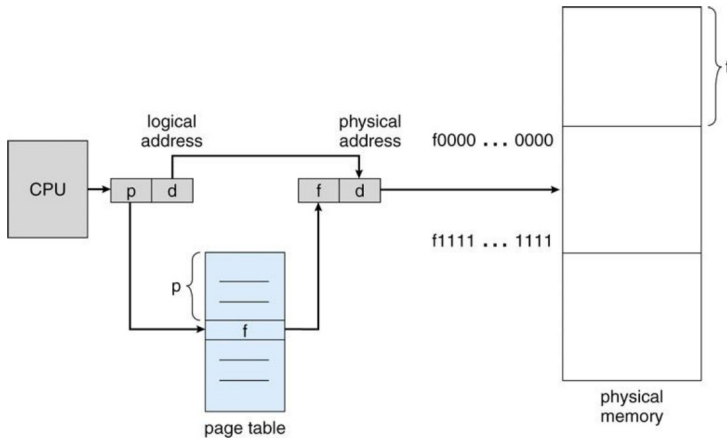 logical
address
physical
address
f0000 ... 0000
f
CPU
p
d
f
d
f1111 ... 1111
p
f
page table
physical
memory